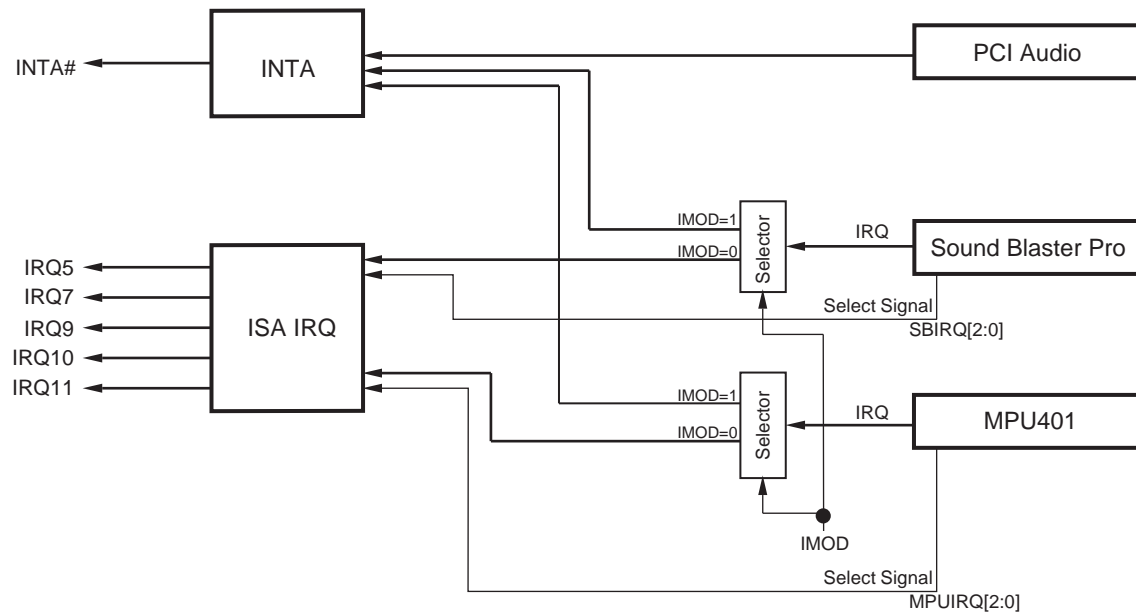 PCI Audio
INTA#
INTA
IMOD=1
IMOD=0
Selector
IRQ
Sound Blaster Pro
IRQ5
IRQ7
IRQ9
IRQ10
IRQ11
ISA IRQ
Select Signal
SBIRQ[2:0]
IMOD=1
IMOD=0
Selector
IRQ
MPU401
IMOD
Select Signal
MPUIRQ[2:0]